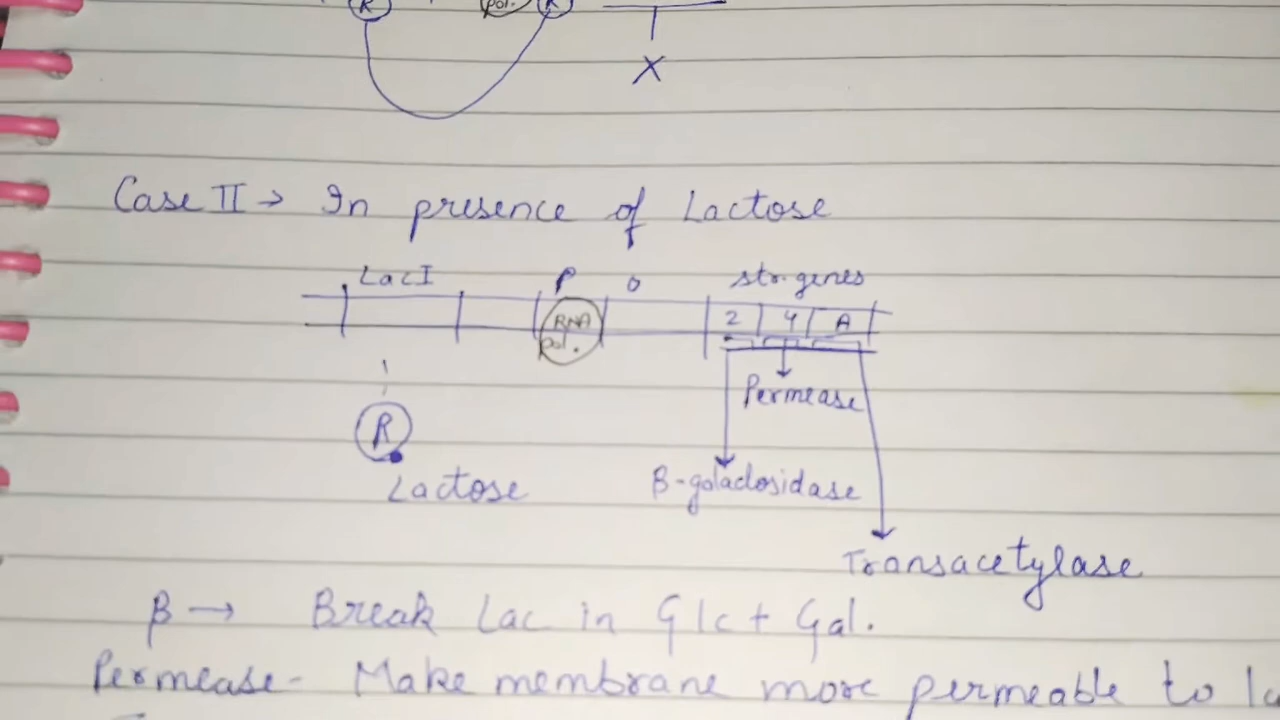 R pol. R
X
Case II → In presence of Lactose
LacI P O str. genes
RNA pol. Z Y A
Permease
R
Lactose β-galactosidase
Transacetylase
β → Break Lac in Glc + Gal.
Permease - Make membrane more permeable to